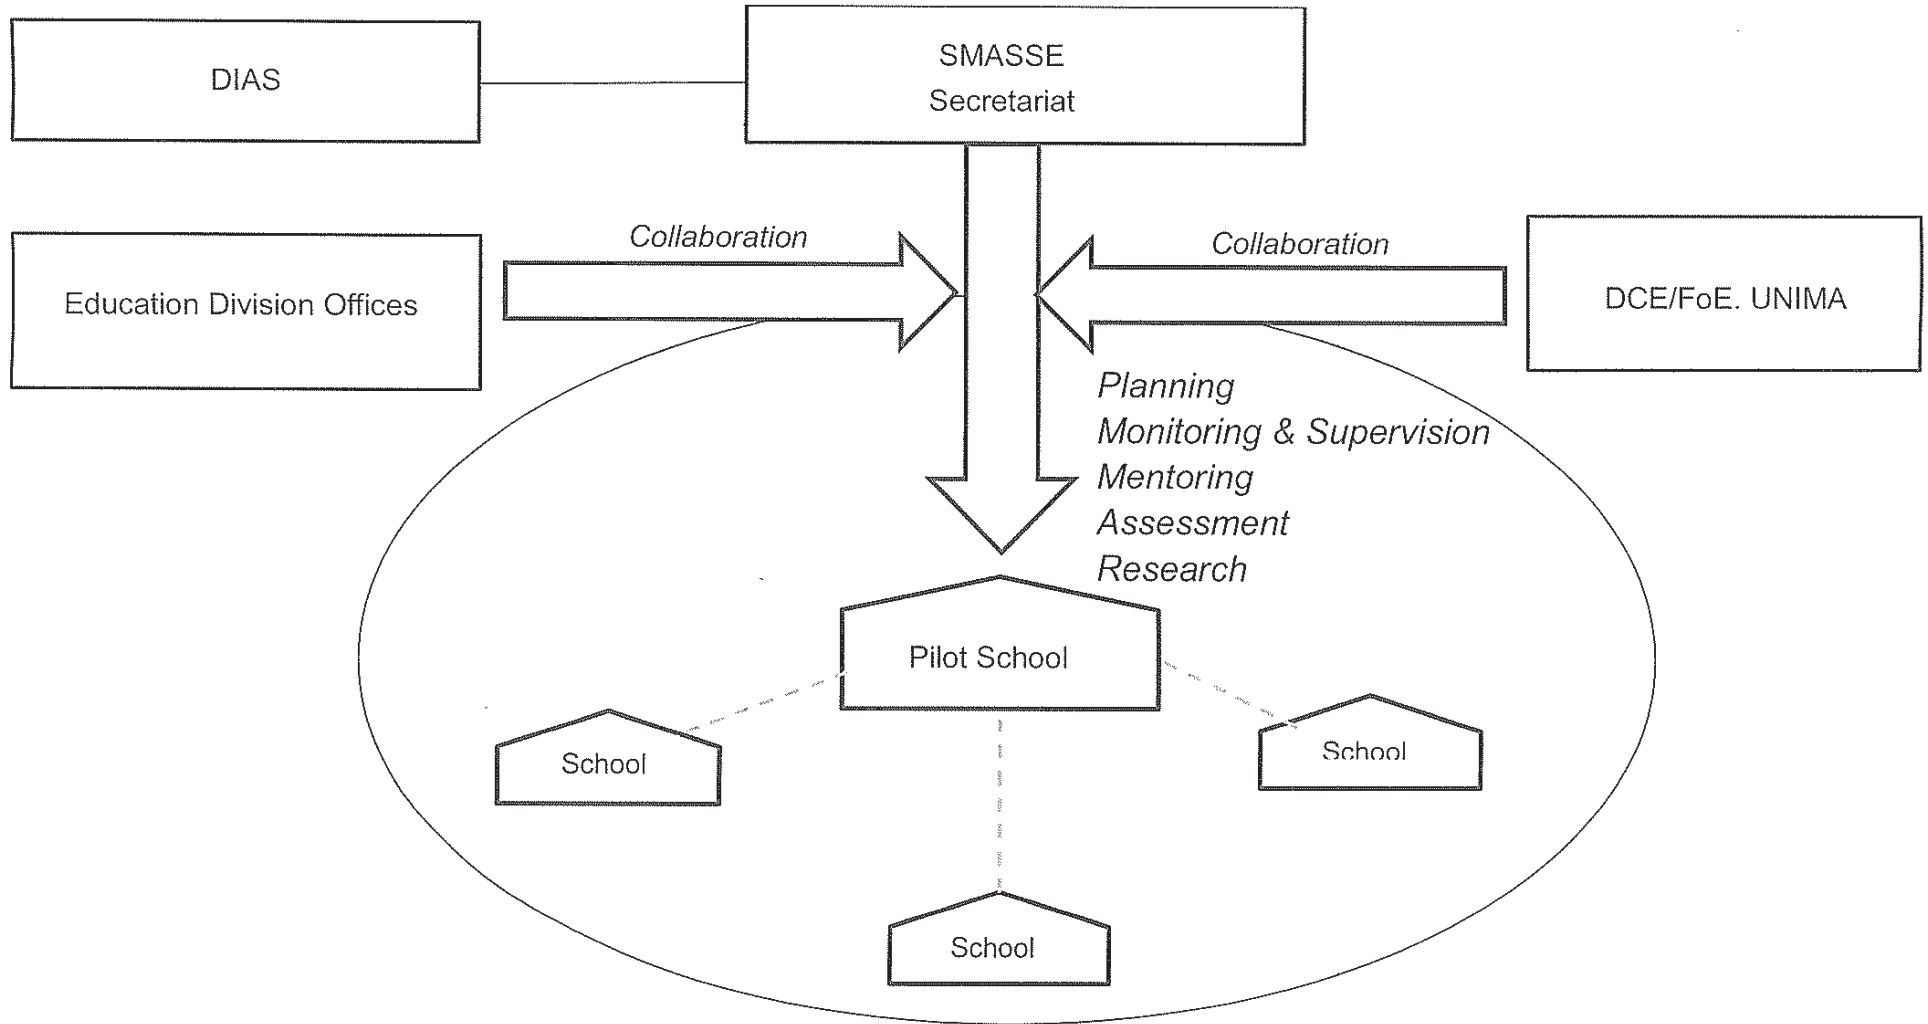 DIAS
SMASSE
Secretariat
Collaboration
Collaboration
Education Division Offices
DCE/FoE. UNIMA
Planning
Monitoring & Supervision
Mentoring
Assessment
Research
Pilot School
School
School
School